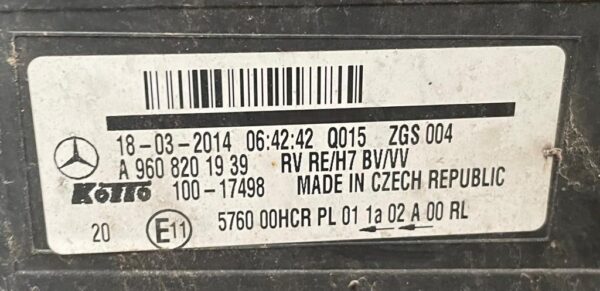 18-03-2014 06:42:42 Q015 ZGS 004
A 960 820 19 39 RV RE/H7 BV/VV
KOITO 100-17498 MADE IN CZECH REPUBLIC
20 E11 5760 00HCR PL 01 1a 02 A 00 RL